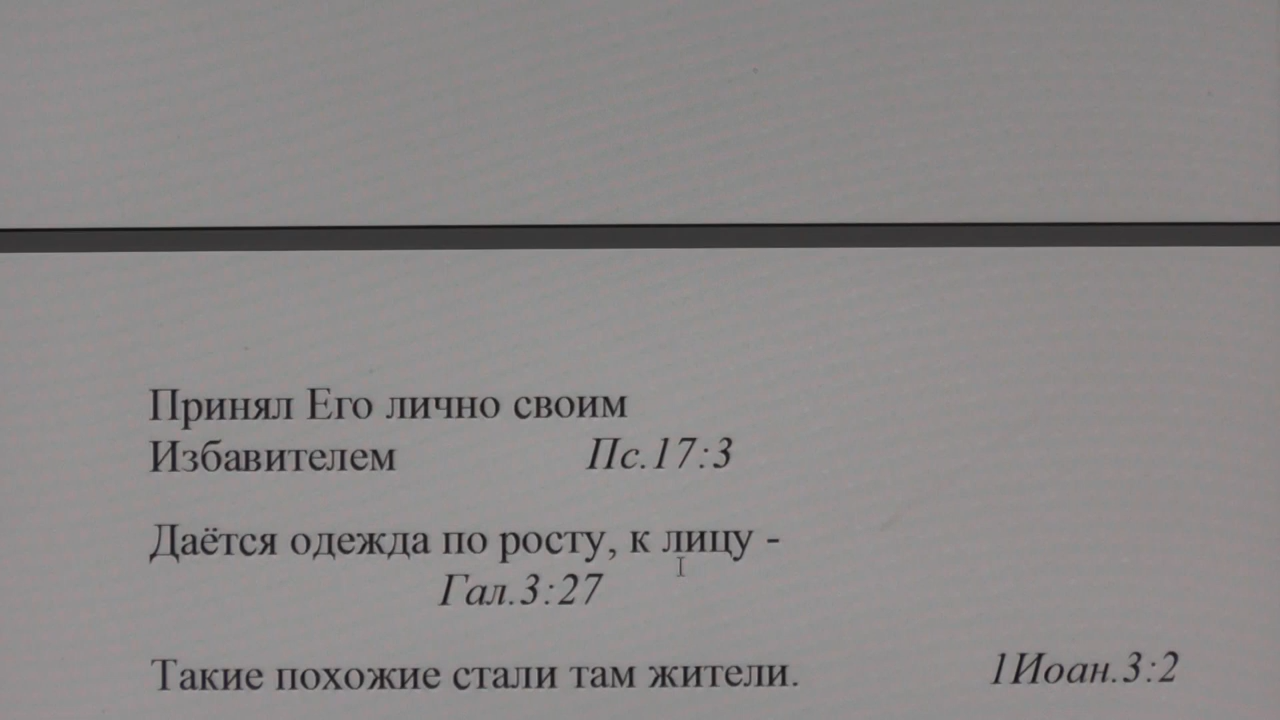 Принял Его лично своим
Избавителем Пс.17:3
Даётся одежда по росту, к лицу -
Гал.3:27
Такие похожие стали там жители. 1Иоан.3:2